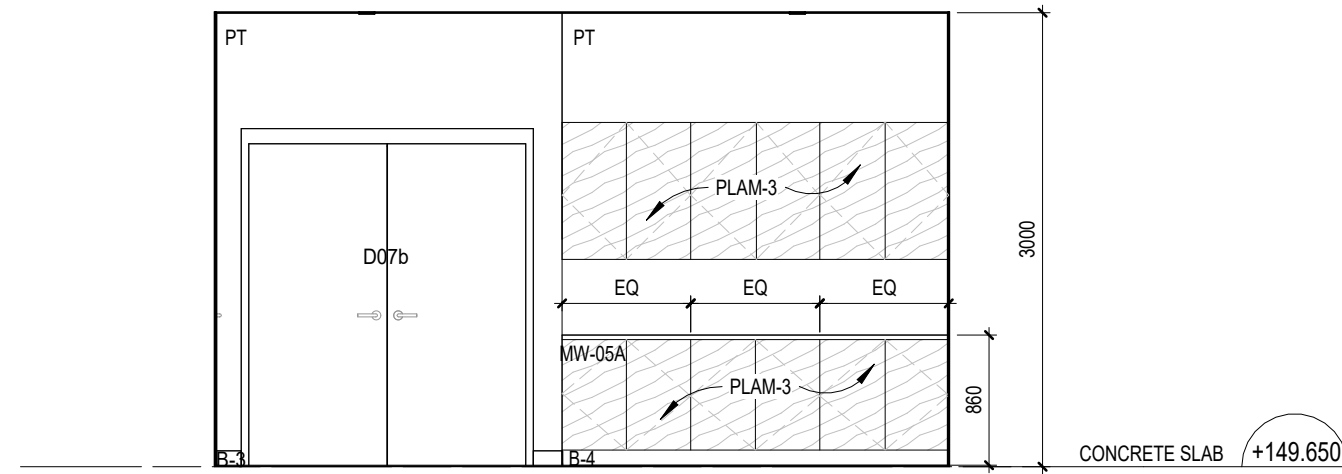 PT
PT
PLAM-3
3000
D07b
EQ
EQ
EQ
MW-05A
PLAM-3
860
B-3
B-4
CONCRETE SLAB
+149.650